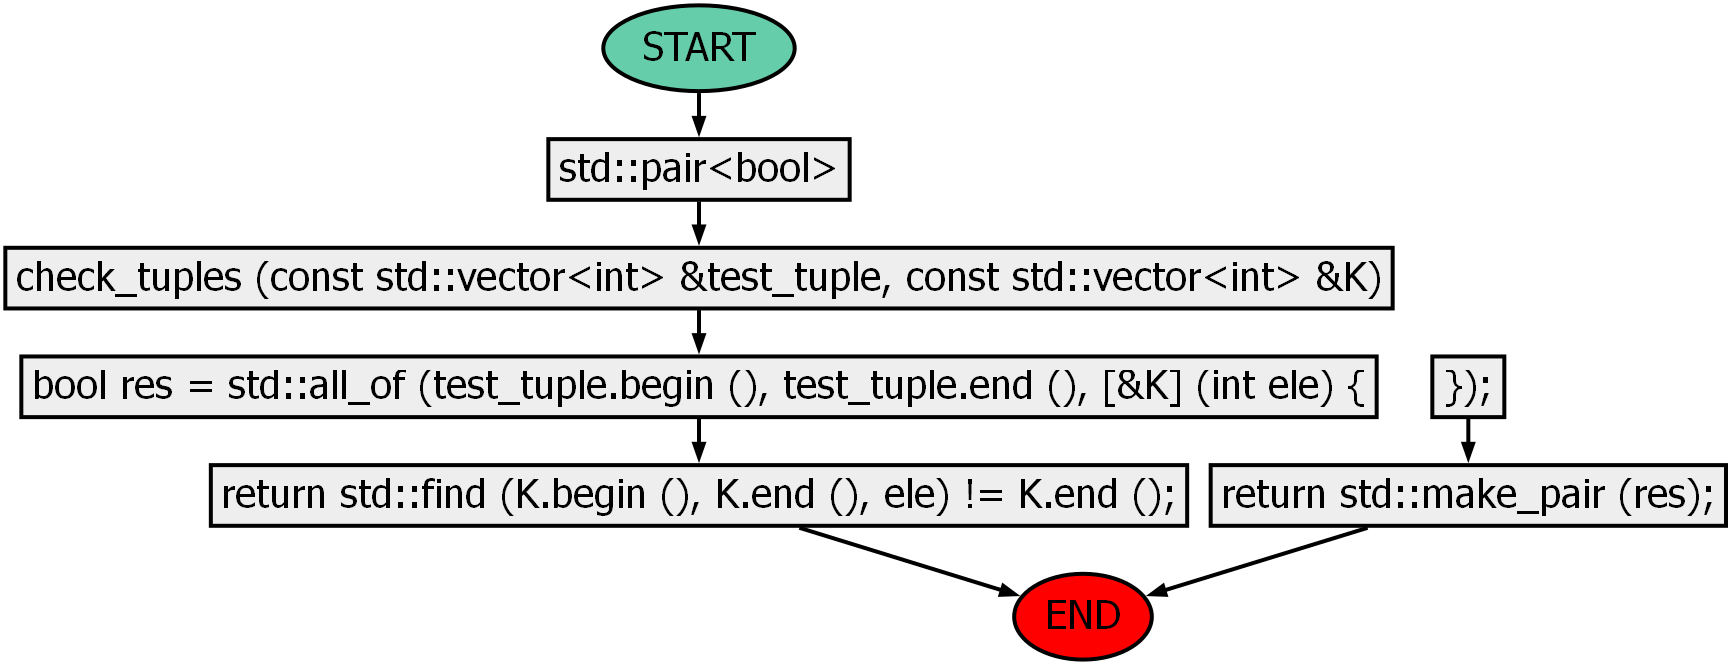 START
std::pair<bool>
check_tuples (const std::vector<int> &test_tuple, const std::vector<int> &K)
bool res = std::all_of (test_tuple.begin (), test_tuple.end (), [&K] (int ele) {
});
return std::find (K.begin (), K.end (), ele) != K.end ();
return std::make_pair (res);
END